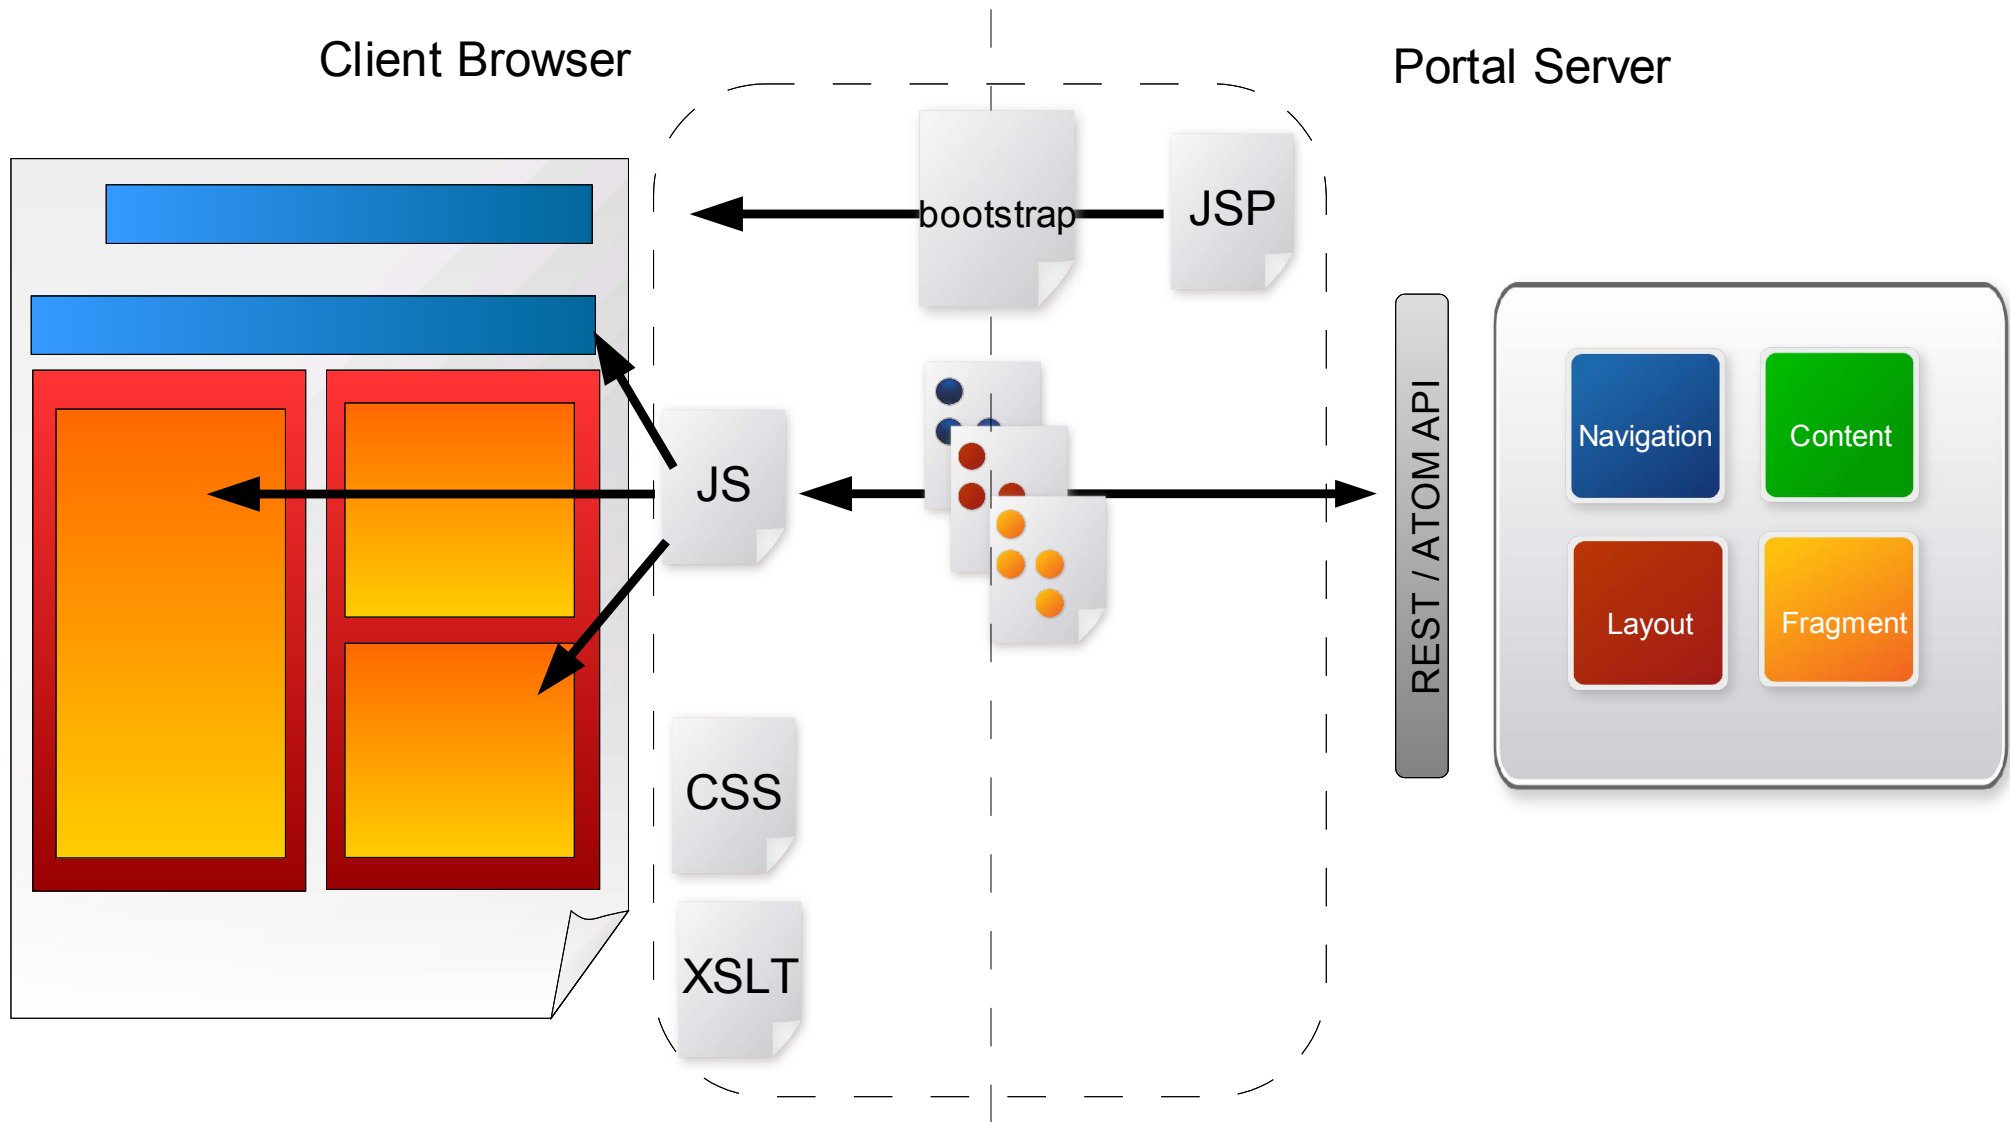 Client Browser
Portal Server
bootstrap
JSP
JS
REST / ATOM API
Navigation
Content
Layout
Fragment
CSS
XSLT